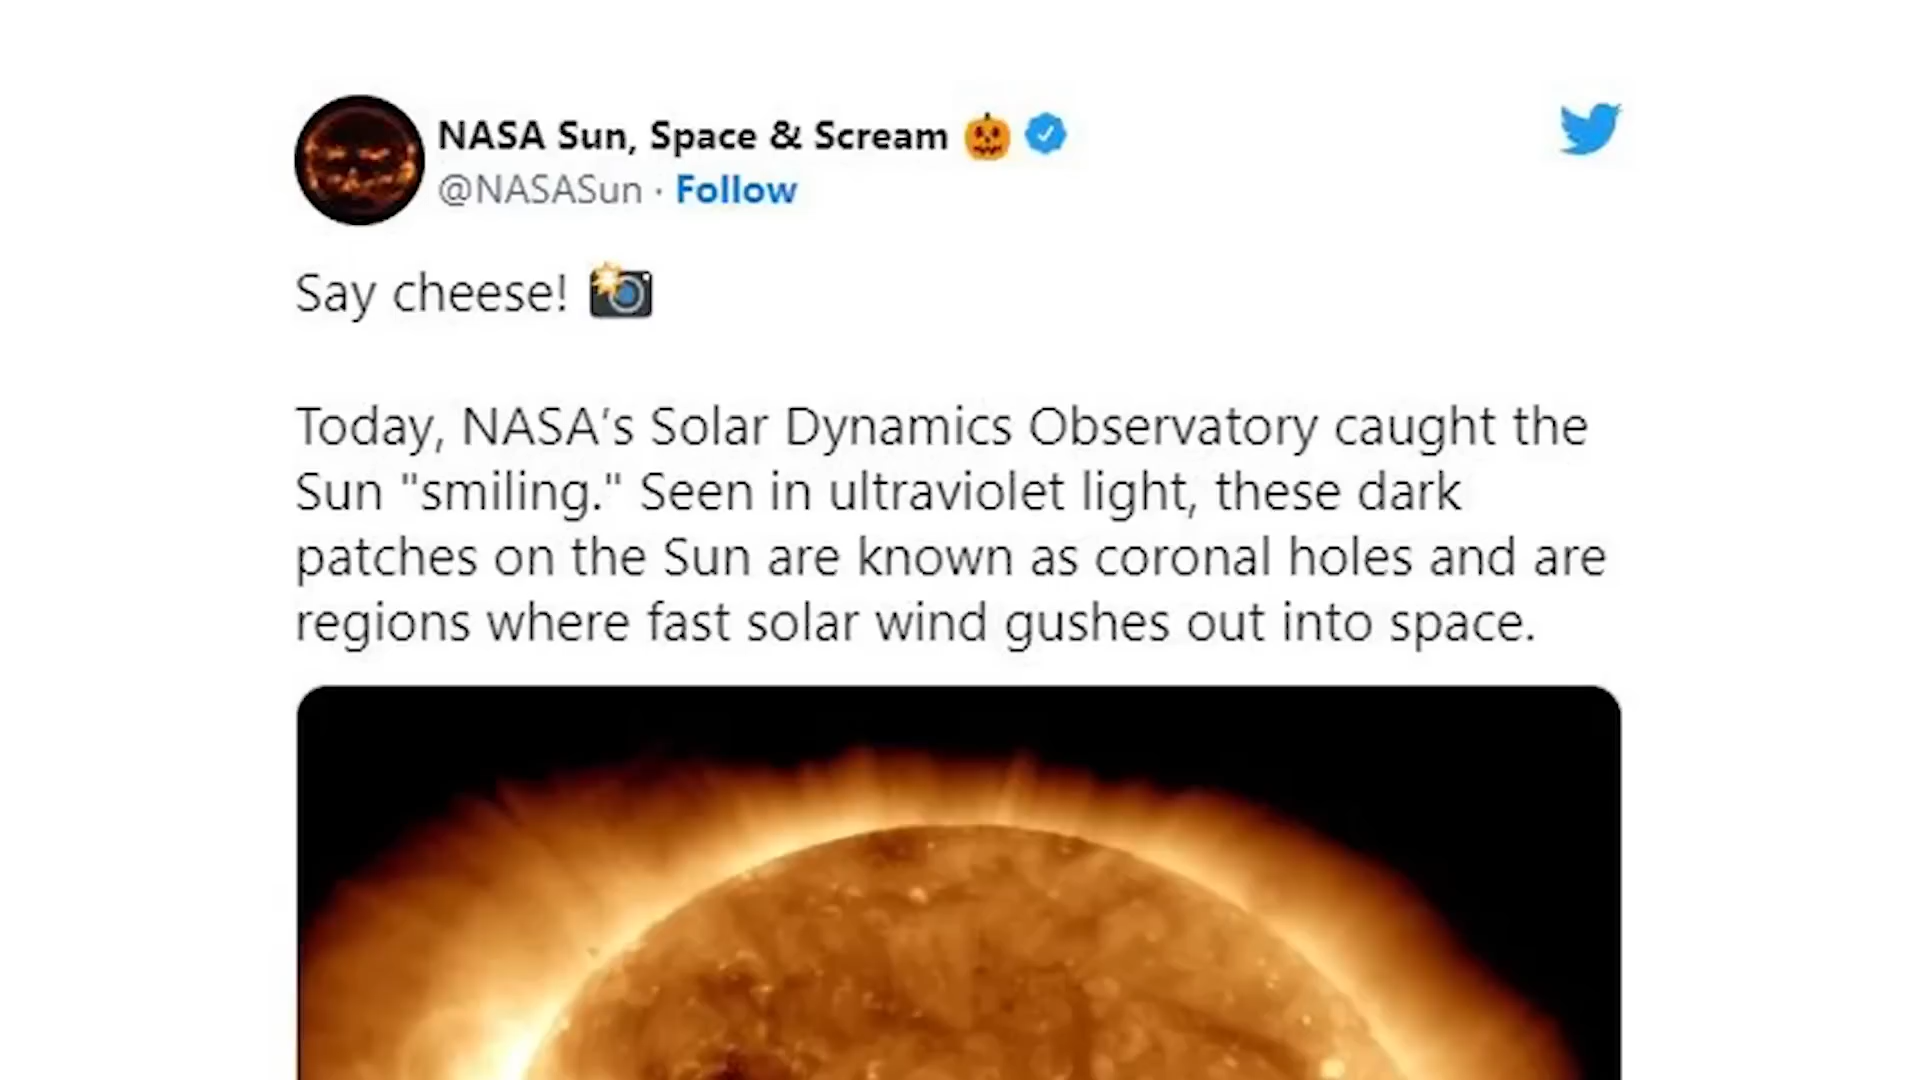 NASA Sun, Space & Scream 🎃
@NASASun · Follow
Say cheese! 📸
Today, NASA's Solar Dynamics Observatory caught the
Sun "smiling." Seen in ultraviolet light, these dark
patches on the Sun are known as coronal holes and are
regions where fast solar wind gushes out into space.